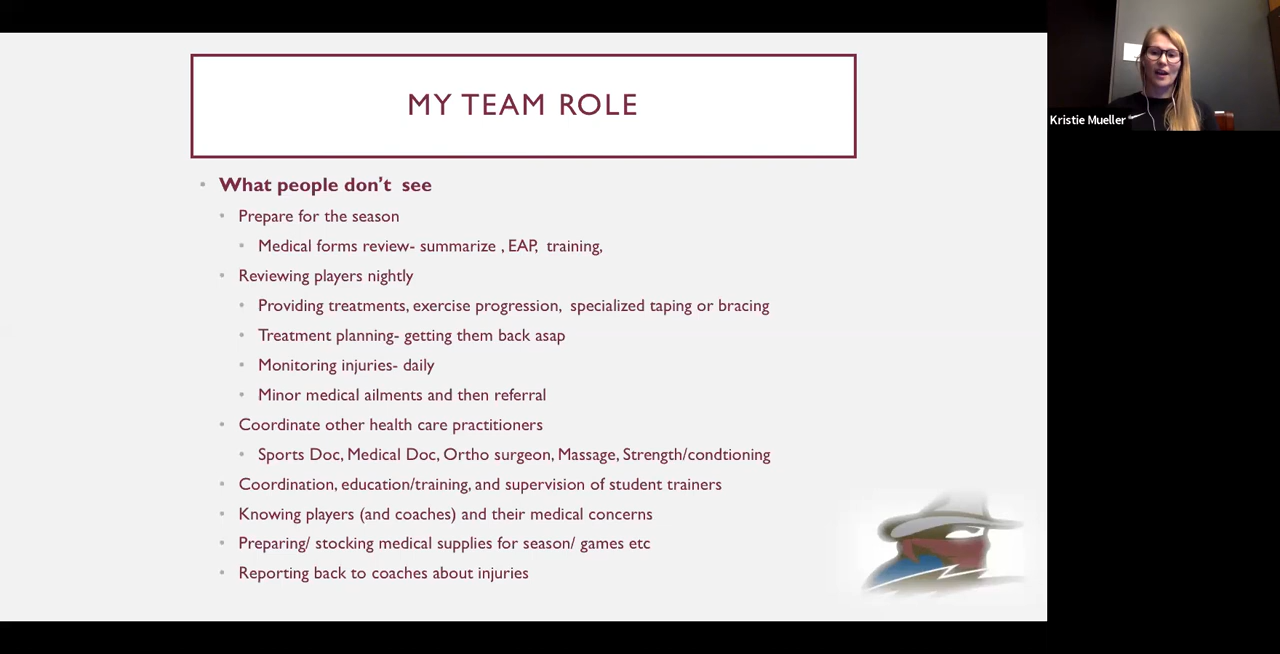 MY TEAM ROLE
Kristie Mueller
What people don't  see
Prepare for the season
Medical forms review- summarize , EAP,  training,
Reviewing players nightly
Providing treatments, exercise progression,  specialized taping or bracing
Treatment planning- getting them back asap
Monitoring injuries- daily
Minor medical ailments and then referral
Coordinate other health care practitioners
Sports Doc, Medical Doc, Ortho surgeon, Massage, Strength/condtioning
Coordination, education/training, and supervision of student trainers
Knowing players (and coaches) and their medical concerns
Preparing/ stocking medical supplies for season/ games etc
Reporting back to coaches about injuries